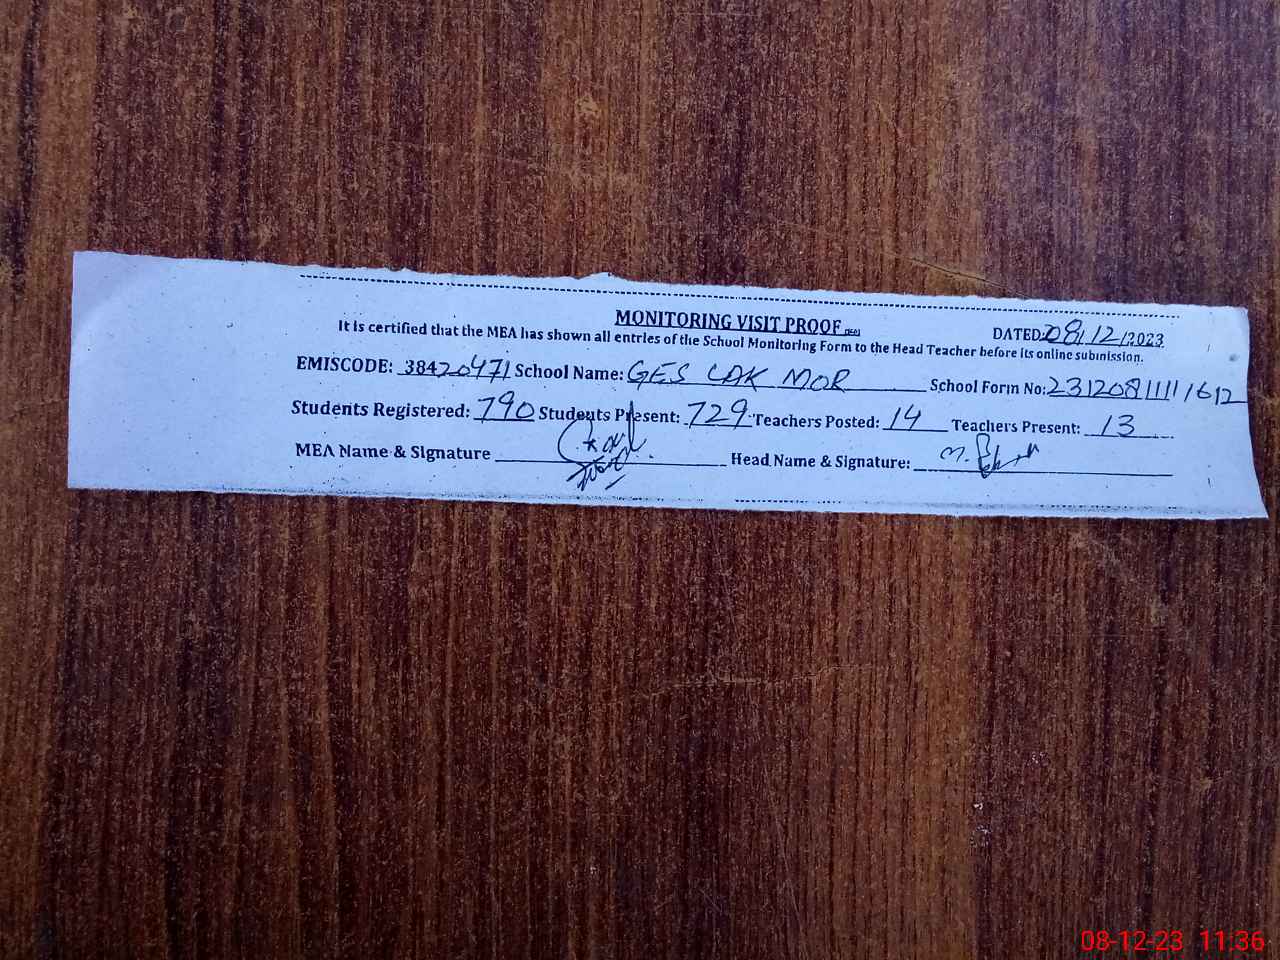 MONITORING VISIT PROOF
DATED: 08/12/2023
It is certified that the MEA has shown all entries of the School Monitoring Form to the Head Teacher before its online submission.
EMISCODE: 38420471 School Name: GES LAK MOR School Form No: 231208111111612
Students Registered: 790 Students Present: 729 Teachers Posted: 14 Teachers Present: 13
MEA Name & Signature Head Name & Signature:
08-12-23 11:36